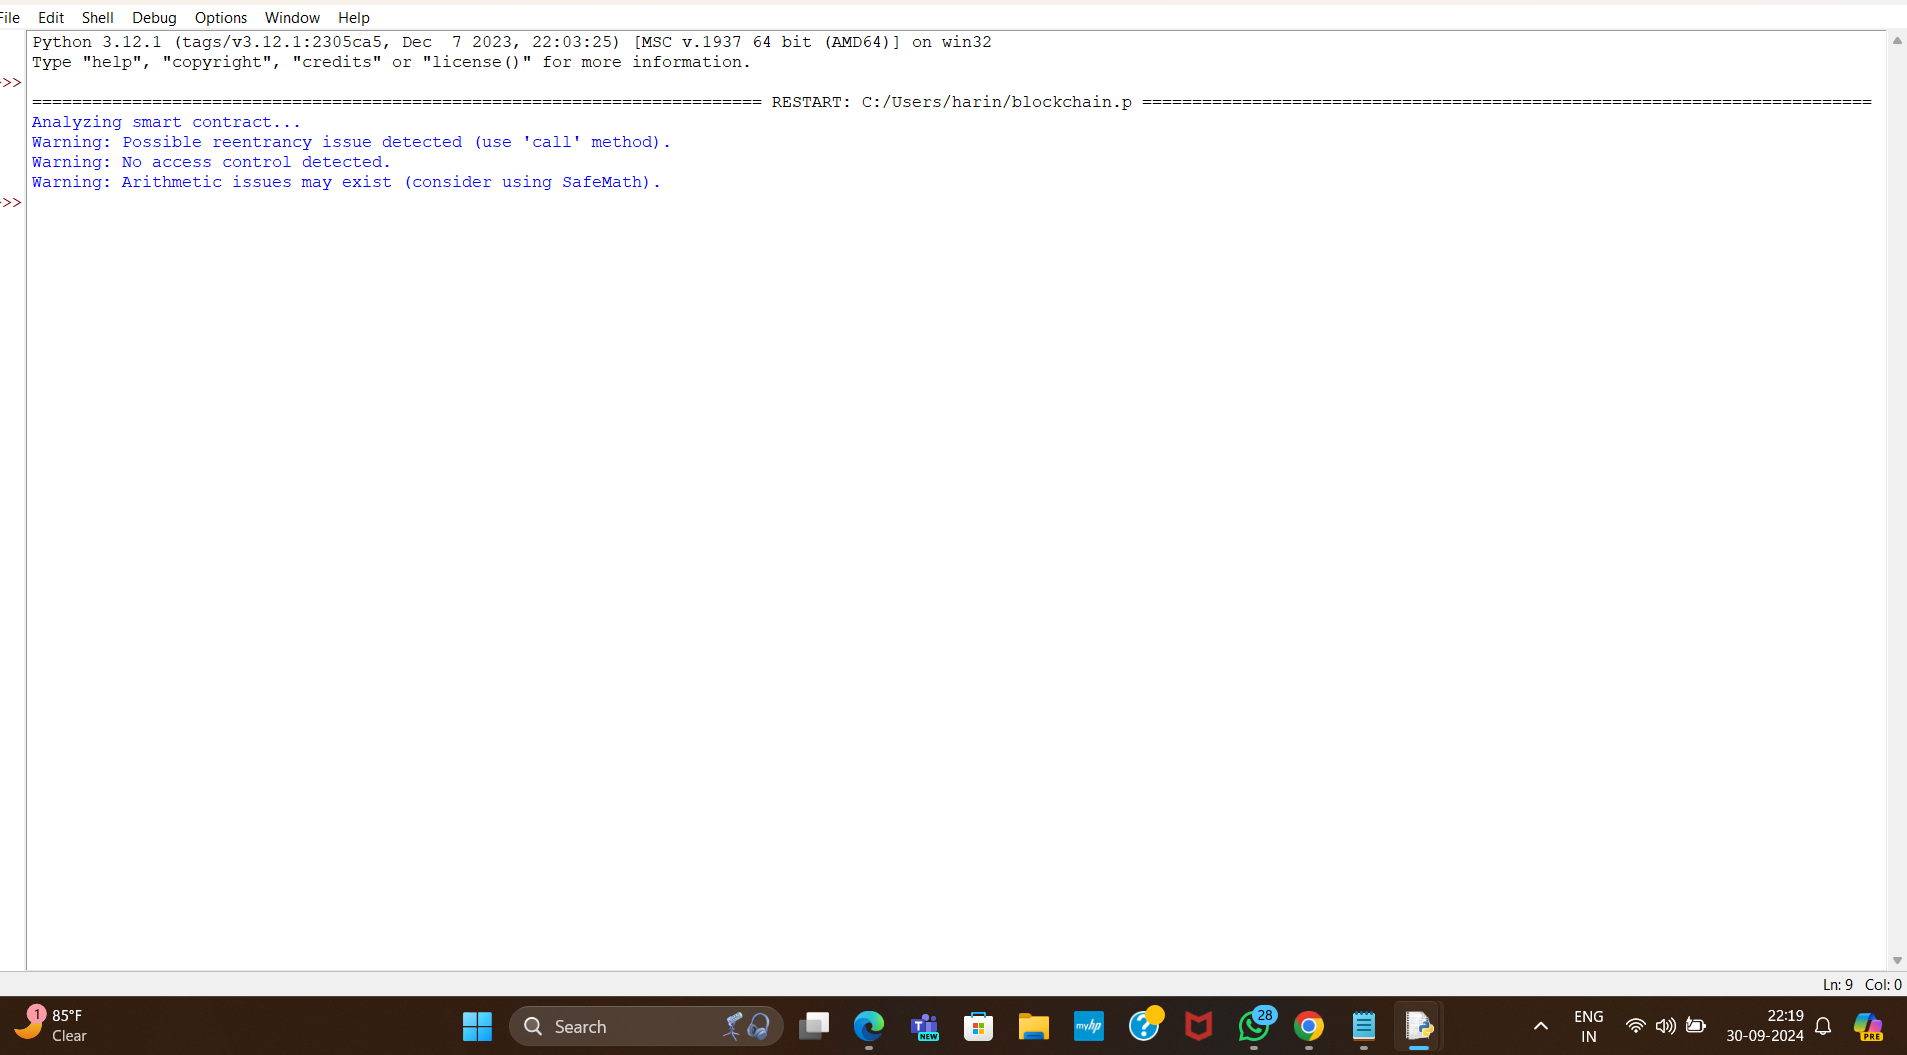 File Edit Shell Debug Options Window Help
Python 3.12.1 (tags/v3.12.1:2305ca5, Dec  7 2023, 22:03:25) [MSC v.1937 64 bit (AMD64)] on win32
Type "help", "copyright", "credits" or "license()" for more information.
>>
========================================================================= RESTART: C:/Users/harin/blockchain.p =========================================================================
Analyzing smart contract...
Warning: Possible reentrancy issue detected (use 'call' method).
Warning: No access control detected.
Warning: Arithmetic issues may exist (consider using SafeMath).
>>
Ln: 9 Col: 0
1 85°F
Clear
Search
NEW
myhp
28
ENG
IN
22:19
30-09-2024
PRE